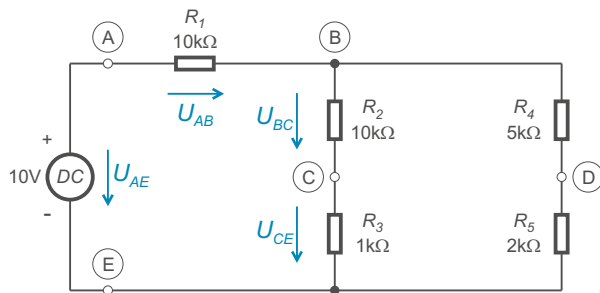 A
R1
10kΩ
B
UAB
UBC
R2
10kΩ
R4
5kΩ
+
10V
DC
-
UAE
C
D
UCE
R3
1kΩ
R5
2kΩ
E